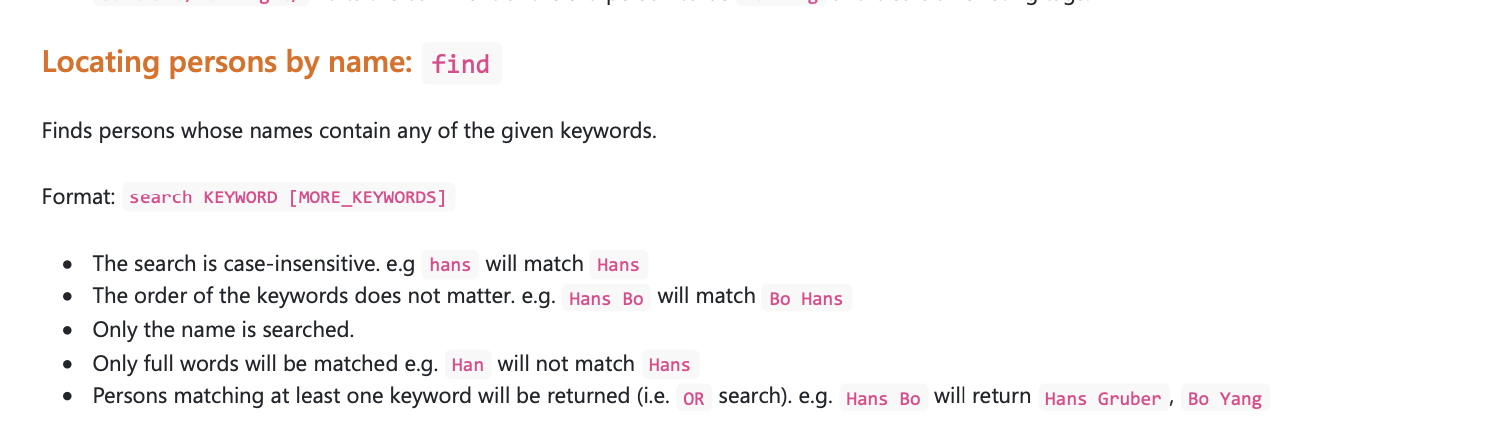 Locating persons by name: find
Finds persons whose names contain any of the given keywords.
Format: search KEYWORD [MORE_KEYWORDS]
• The search is case-insensitive. e.g hans will match Hans
• The order of the keywords does not matter. e.g. Hans Bo will match Bo Hans
• Only the name is searched.
• Only full words will be matched e.g. Han will not match Hans
• Persons matching at least one keyword will be returned (i.e. OR search). e.g. Hans Bo will return Hans Gruber, Bo Yang